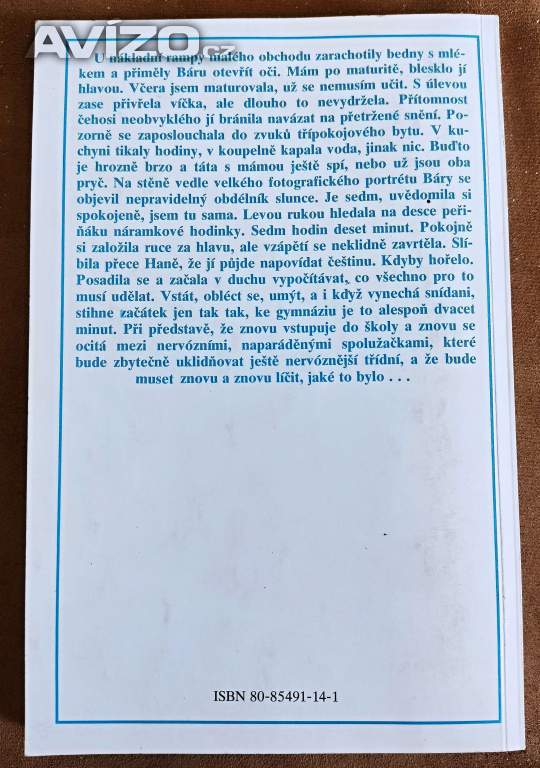 AVÍZO.cz
U nákladní rampy malého obchodu zarachotily bedny s mlé-
kem a přiměly Báru otevřít oči. Mám po maturitě, blesklo jí
hlavou. Včera jsem maturovala, už se nemusím učit. S úlevou
zase přivřela víčka, ale dlouho to nevydržela. Přítomnost
čehosi neobvyklého jí bránila navázat na přetržené snění. Po-
zorně se zaposlouchala do zvuků třípokojového bytu. V ku-
chyni tikaly hodiny, v koupelně kapala voda, jinak nic. Buďto
je hrozně brzo a táta s mámou ještě spí, nebo už jsou oba
pryč. Na stěně vedle velkého fotografického portrétu Báry se
objevil nepravidelný obdélník slunce. Je sedm, uvědomila si
spokojeně, jsem tu sama. Levou rukou hledala na desce peři-
ňáku náramkové hodinky. Sedm hodin deset minut. Pokojně
si založila ruce za hlavu, ale vzápětí se neklidně zavrtěla. Slí-
bila přece Haně, že jí půjde napovídat češtinu. Kdyby hořelo.
Posadila se a začala v duchu vypočítávat, co všechno pro to
musí udělat. Vstát, obléct se, umýt, a i když vynechá snídani,
stihne začátek jen tak tak, ke gymnáziu je to alespoň dvacet
minut. Při představě, že znovu vstupuje do školy a znovu se
ocitá mezi nervózními, naparáděnými spolužačkami, které
bude zbytečně uklidňovat ještě nervóznější třídní, a že bude
muset znovu a znovu líčit, jaké to bylo . . .
ISBN 80-85491-14-1